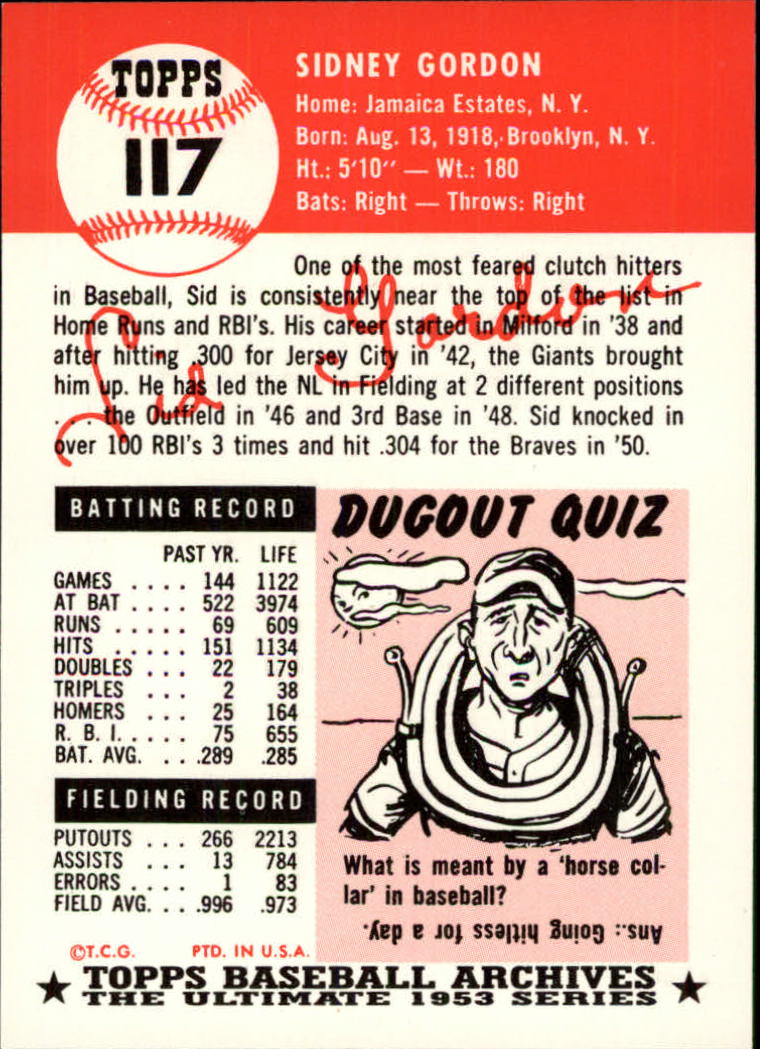 TOPPS
117
SIDNEY GORDON
Home: Jamaica Estates, N. Y.
Born: Aug. 13, 1918, Brooklyn, N. Y.
Ht.: 5'10" — Wt.: 180
Bats: Right — Throws: Right
One of the most feared clutch hitters
in Baseball, Sid is consistently near the top of the list in
Home Runs and RBI's. His career started in Milford in '38 and
after hitting .300 for Jersey City in '42, the Giants brought
him up. He has led the NL in Fielding at 2 different positions
. . . the Outfield in '46 and 3rd Base in '48. Sid knocked in
over 100 RBI's 3 times and hit .304 for the Braves in '50.
Sid Gordon
BATTING RECORD
PAST YR. LIFE
GAMES . . . . 144 1122
AT BAT . . . . 522 3974
RUNS . . . . . 69 609
HITS . . . . . 151 1134
DOUBLES . . . 22 179
TRIPLES . . . 2 38
HOMERS . . . 25 164
R. B. I. . . . . 75 655
BAT. AVG. . . .289 .285
FIELDING RECORD
PUTOUTS . . . 266 2213
ASSISTS . . . 13 784
ERRORS . . . . 1 83
FIELD AVG. . . .996 .973
DUGOUT QUIZ
What is meant by a 'horse col-
lar' in baseball?
Ans.: Going hitless for a day.
©T.C.G. PTD. IN U.S.A.
★ TOPPS BASEBALL ARCHIVES ★
THE ULTIMATE 1953 SERIES